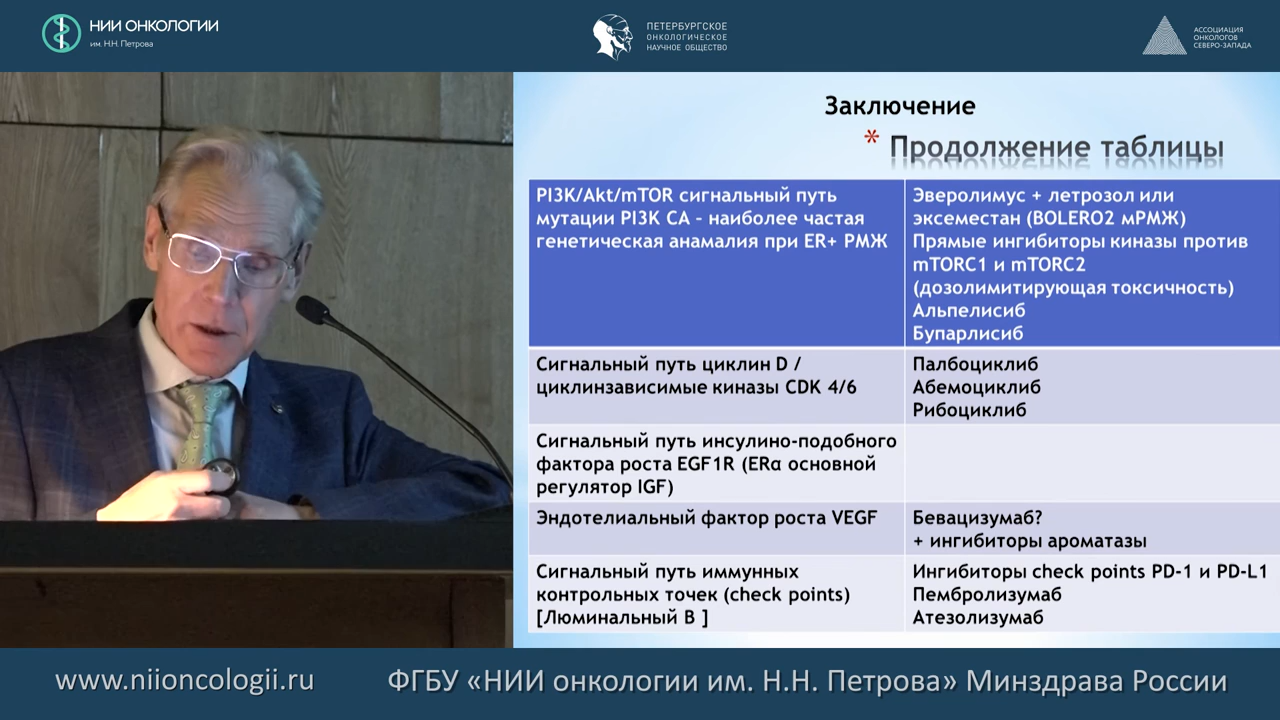 НИИ ОНКОЛОГИИ
им. Н.Н. Петрова
ПЕТЕРБУРГСКОЕ
ОНКОЛОГИЧЕСКОЕ
НАУЧНОЕ ОБЩЕСТВО
АССОЦИАЦИЯ
ОНКОЛОГОВ
СЕВЕРО-ЗАПАДА
Заключение
* Продолжение таблицы
PI3K/Akt/mTOR сигнальный путь
мутации PI3K CA – наиболее частая
генетическая анамалия при ER+ РМЖ
Эверолимус + летрозол или
эксеместан (BOLERO2 мРМЖ)
Прямые ингибиторы киназы против
mTORC1 и mTORC2
(дозолимитирующая токсичность)
Альпелисиб
Бупарлисиб
Сигнальный путь циклин D /
циклинзависимые киназы CDK 4/6
Палбоциклиб
Абемоциклиб
Рибоциклиб
Сигнальный путь инсулино-подобного
фактора роста EGF1R (ERα основной
регулятор IGF)
Эндотелиальный фактор роста VEGF
Бевацизумаб?
+ ингибиторы ароматазы
Сигнальный путь иммунных
контрольных точек (check points)
[Люминальный В ]
Ингибиторы check points PD-1 и PD-L1
Пембролизумаб
Атезолизумаб
www.niioncologii.ru
ФГБУ «НИИ онкологии им. Н.Н. Петрова» Минздрава России